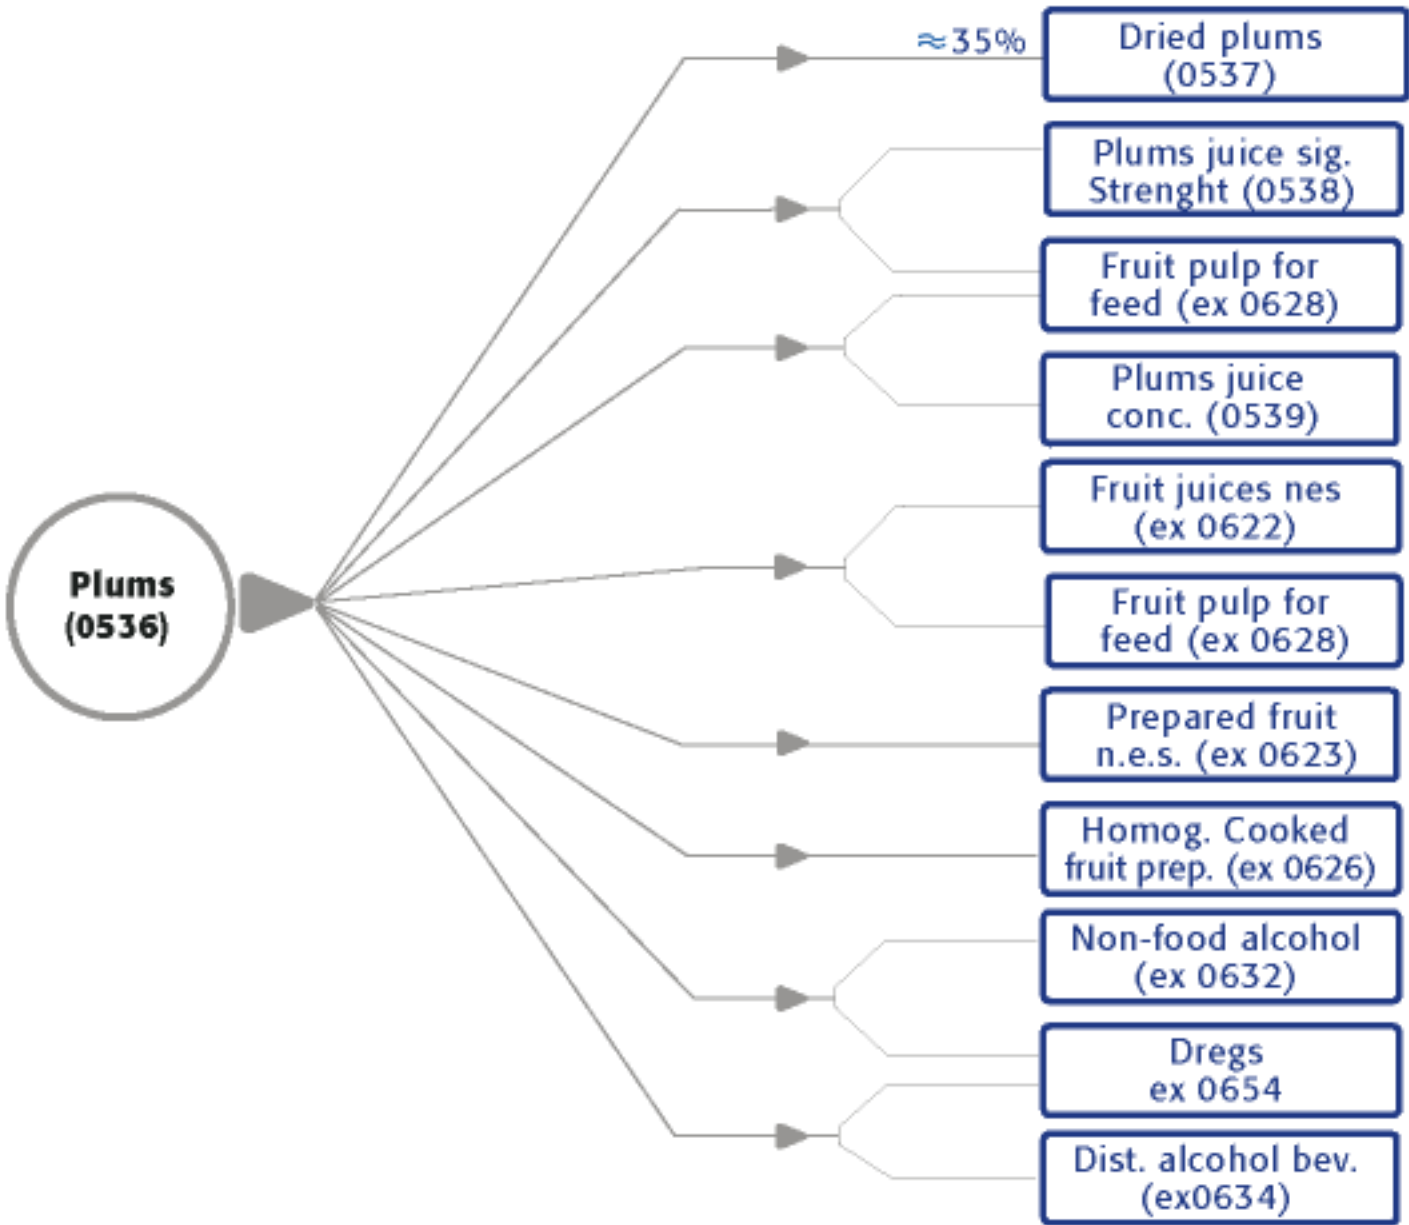 ≈35%
Dried plums
(0537)
Plums juice sig.
Strenght (0538)
Fruit pulp for
feed (ex 0628)
Plums juice
conc. (0539)
Fruit juices nes
(ex 0622)
Plums
(0536)
Fruit pulp for
feed (ex 0628)
Prepared fruit
n.e.s. (ex 0623)
Homog. Cooked
fruit prep. (ex 0626)
Non-food alcohol
(ex 0632)
Dregs
ex 0654
Dist. alcohol bev.
(ex0634)